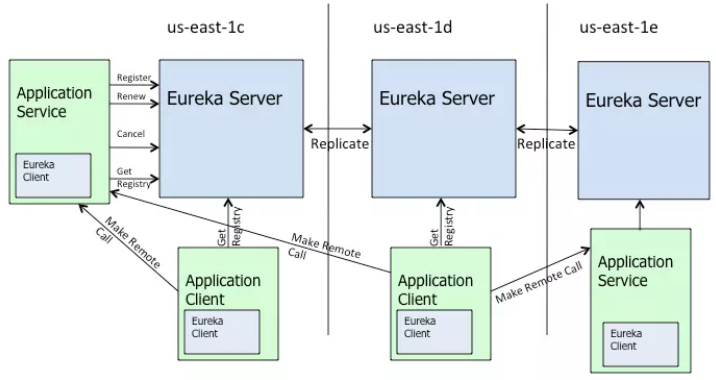 us-east-1c
us-east-1d
us-east-1e
Application
Service
Eureka
Client
Register
Renew
Cancel
Get
Registry
Eureka Server
Replicate
Eureka Server
Replicate
Eureka Server
Make Remote
Call
Get
Registry
Make Remote
Call
Get
Registry
Make Remote Call
Application
Client
Eureka
Client
Application
Client
Eureka
Client
Application
Service
Eureka
Client